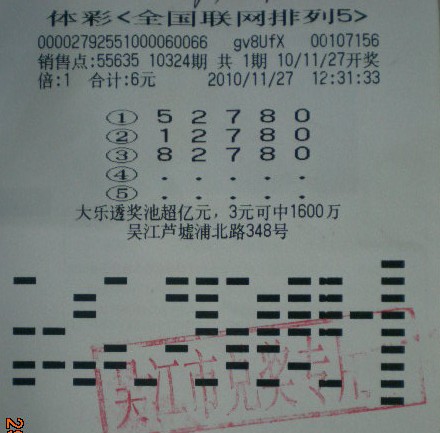 体彩<全国联网排列5>
00002792551000060066 gv8UfX 00107156
销售点:55635 10324期 共 1期 10/11/27开奖
倍:1 合计:6元 2010/11/27 12:31:33
① 5 2 7 8 0
② 1 2 7 8 0
③ 8 2 7 8 0
④ . . . . .
⑤ . . . . .
大乐透奖池超亿元，3元可中1600万
吴江芦墟浦北路348号
吴江市兑奖专用